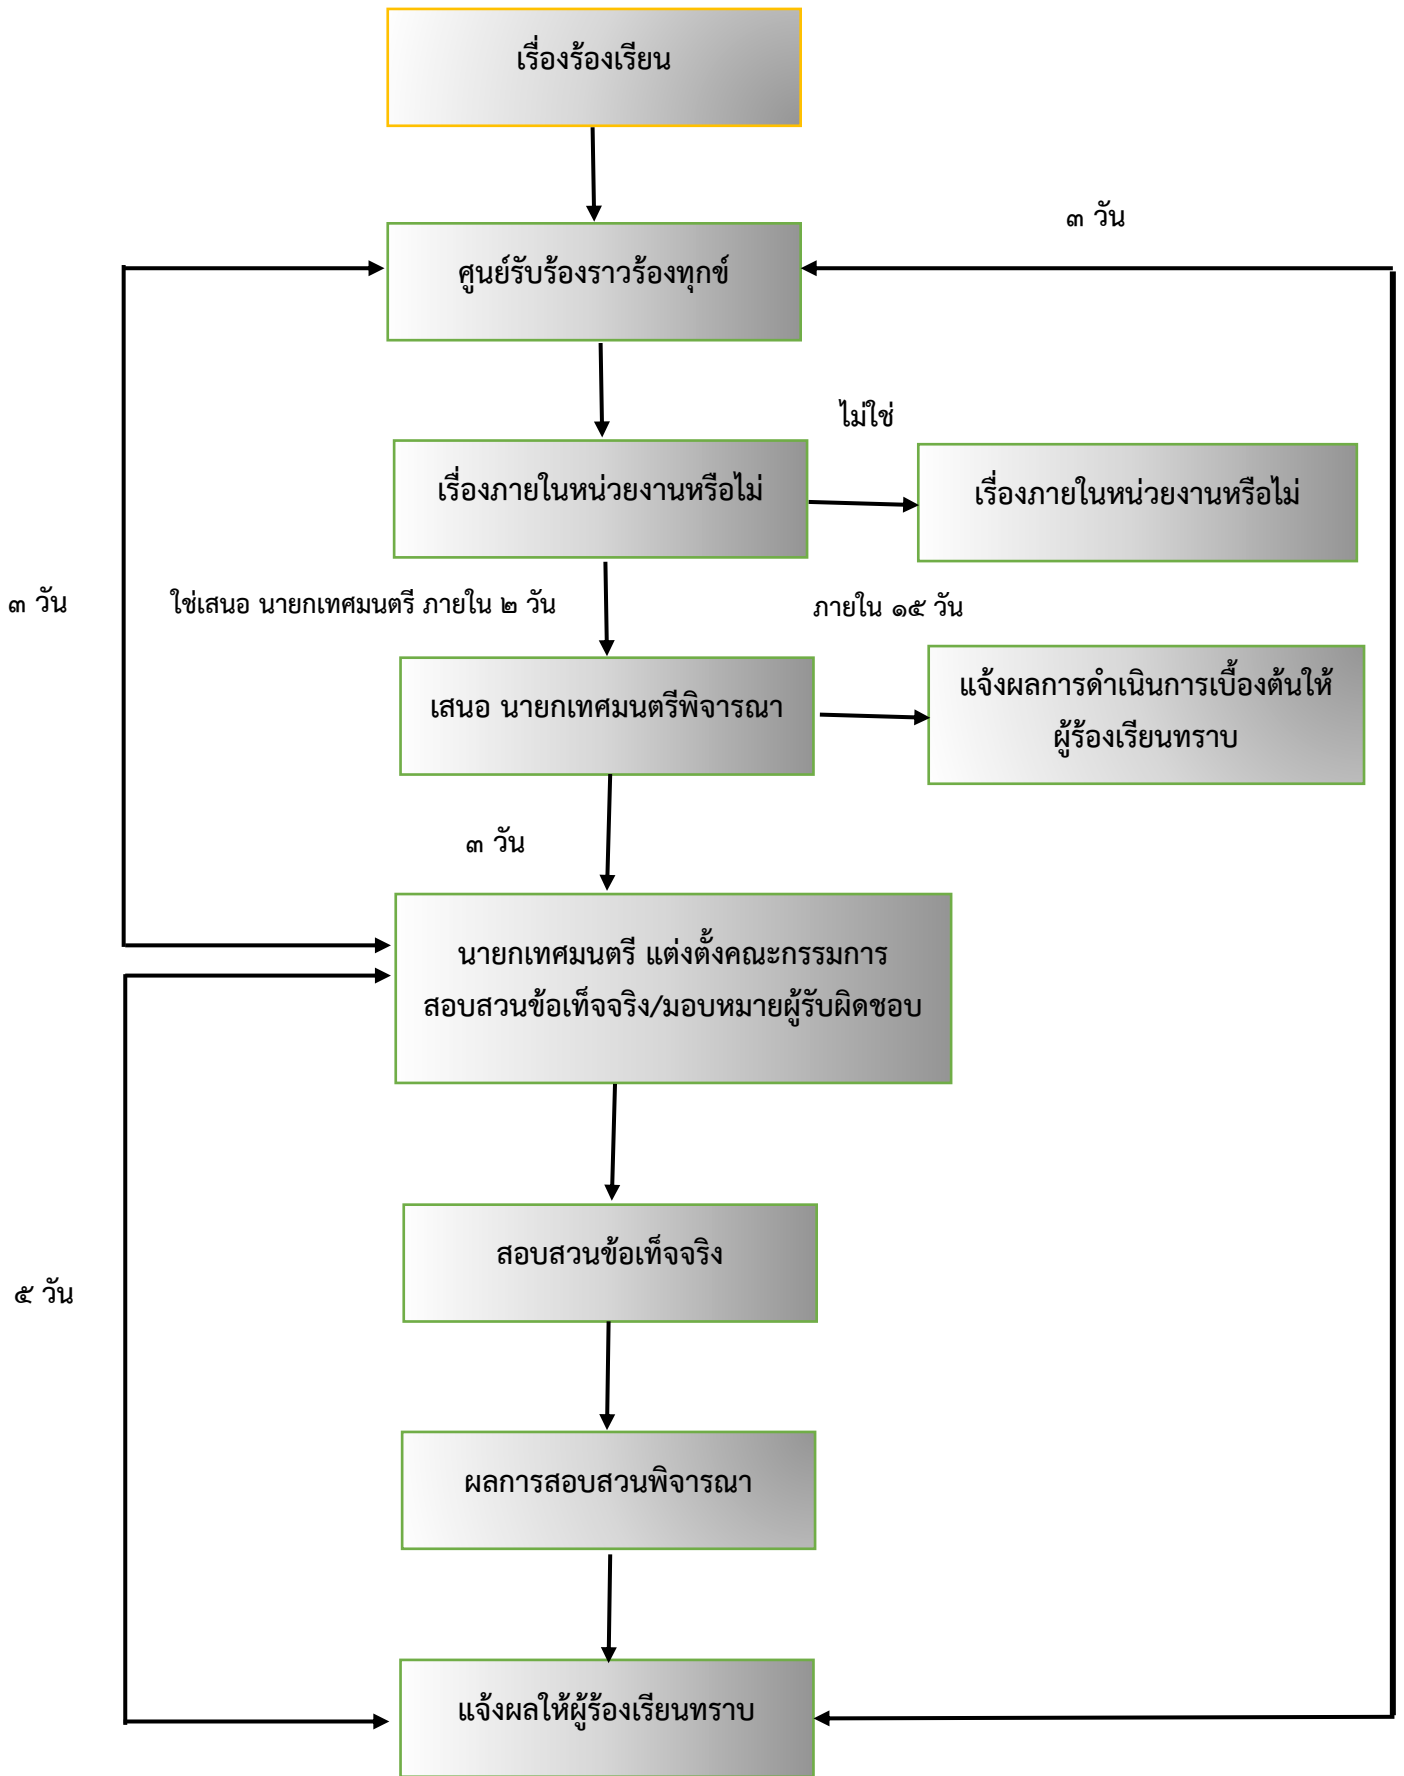 เรื่องร้องเรียน
๓ วัน
ศูนย์รับร้องราวร้องทุกข์
ไม่ใช่
เรื่องภายในหน่วยงานหรือไม่
เรื่องภายในหน่วยงานหรือไม่
๓ วัน
ใช่เสนอ นายกเทศมนตรี ภายใน ๒ วัน
ภายใน ๑๕ วัน
เสนอ นายกเทศมนตรีพิจารณา
แจ้งผลการดำเนินการเบื้องต้นให้
ผู้ร้องเรียนทราบ
๓ วัน
นายกเทศมนตรี แต่งตั้งคณะกรรมการ
สอบสวนข้อเท็จจริง/มอบหมายผู้รับผิดชอบ
สอบสวนข้อเท็จจริง
๕ วัน
ผลการสอบสวนพิจารณา
แจ้งผลให้ผู้ร้องเรียนทราบ